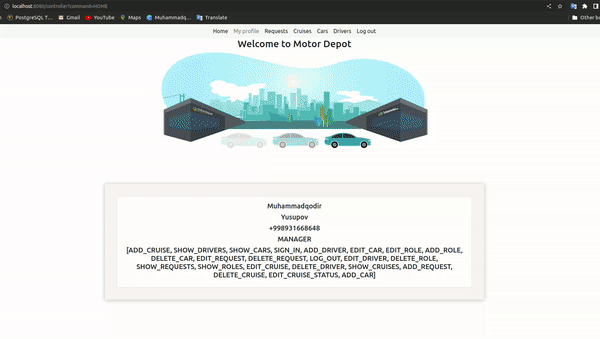 localhost:8080/controller?command=HOME
PostgreSQL T... Gmail YouTube Maps Muhammadq... Translate Other b
Home My profile Requests Cruises Cars Drivers Log out
Welcome to Motor Depot
Muhammadqodir
Yusupov
+998931668648
MANAGER
[ADD_CRUISE, SHOW_DRIVERS, SHOW_CARS, SIGN_IN, ADD_DRIVER, EDIT_CAR, EDIT_ROLE, ADD_ROLE,
DELETE_CAR, EDIT_REQUEST, DELETE_REQUEST, LOG_OUT, EDIT_DRIVER, DELETE_ROLE,
SHOW_REQUESTS, SHOW_ROLES, EDIT_CRUISE, DELETE_DRIVER, SHOW_CRUISES, ADD_REQUEST,
DELETE_CRUISE, EDIT_CRUISE_STATUS, ADD_CAR]